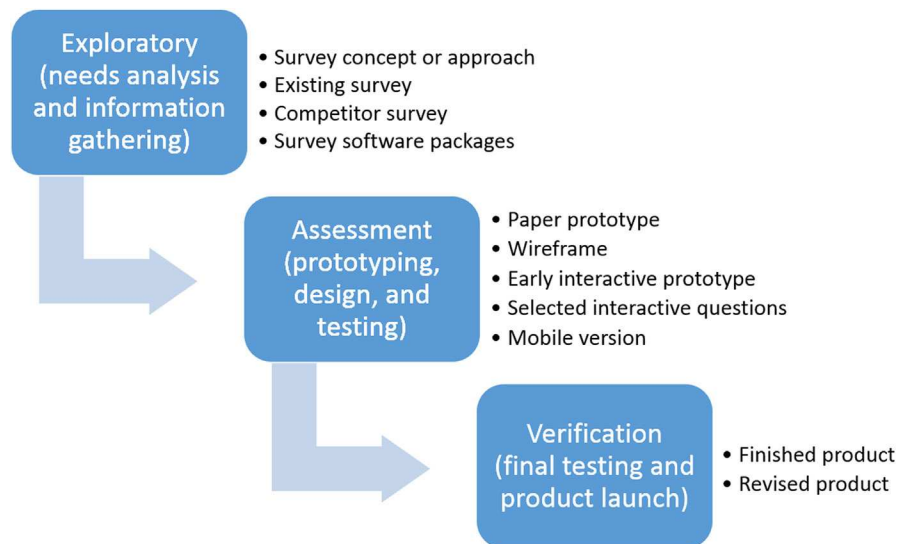 Exploratory
(needs analysis
and information
gathering)
• Survey concept or approach
• Existing survey
• Competitor survey
• Survey software packages
Assessment
(prototyping,
design, and
testing)
• Paper prototype
• Wireframe
• Early interactive prototype
• Selected interactive questions
• Mobile version
Verification
(final testing and
product launch)
• Finished product
• Revised product